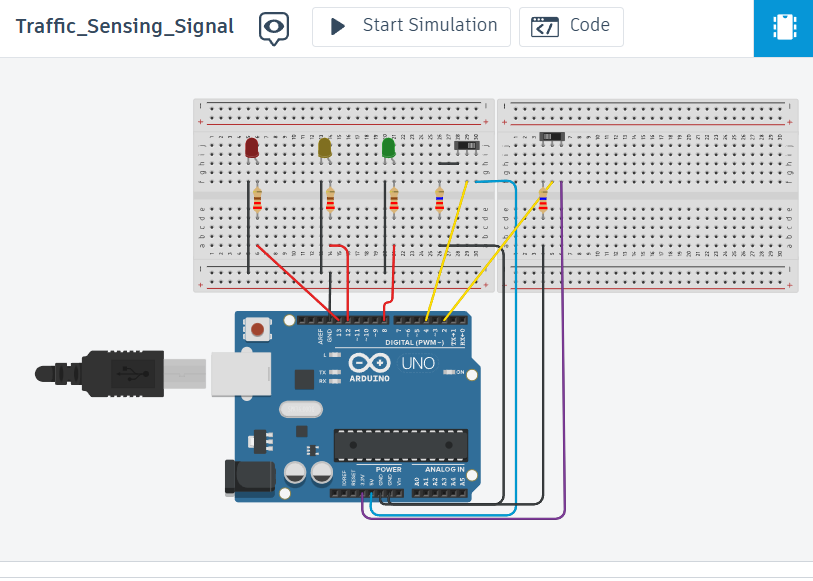 Traffic_Sensing_Signal
Start Simulation
Code
AREF
GND
13
12
~11
~10
~9
8
7
~6
~5
4
~3
2
TX→1
RX←0
DIGITAL (PWM~)
L
TX
RX
ARDUINO
UNO
ON
POWER
ANALOG IN
IOREF
RESET
3.3V
5V
GND
GND
Vin
A0
A1
A2
A3
A4
A5